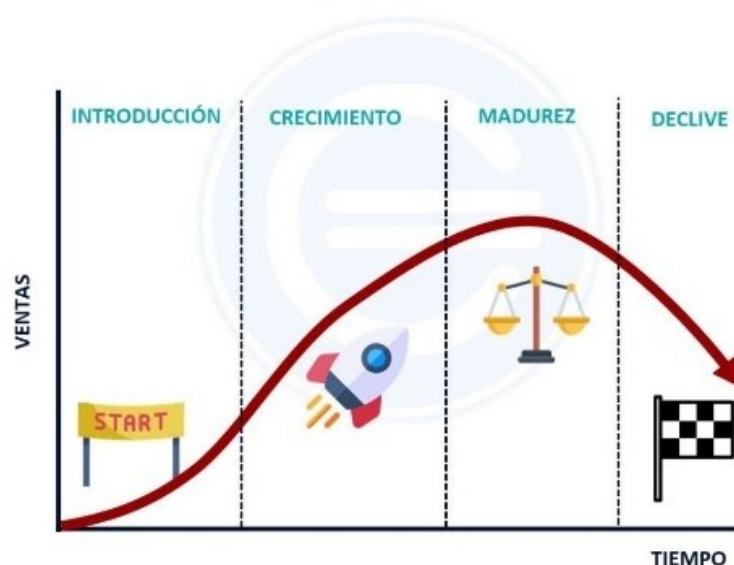 INTRODUCCIÓN
CRECIMIENTO
MADUREZ
DECLIVE
VENTAS
START
TIEMPO